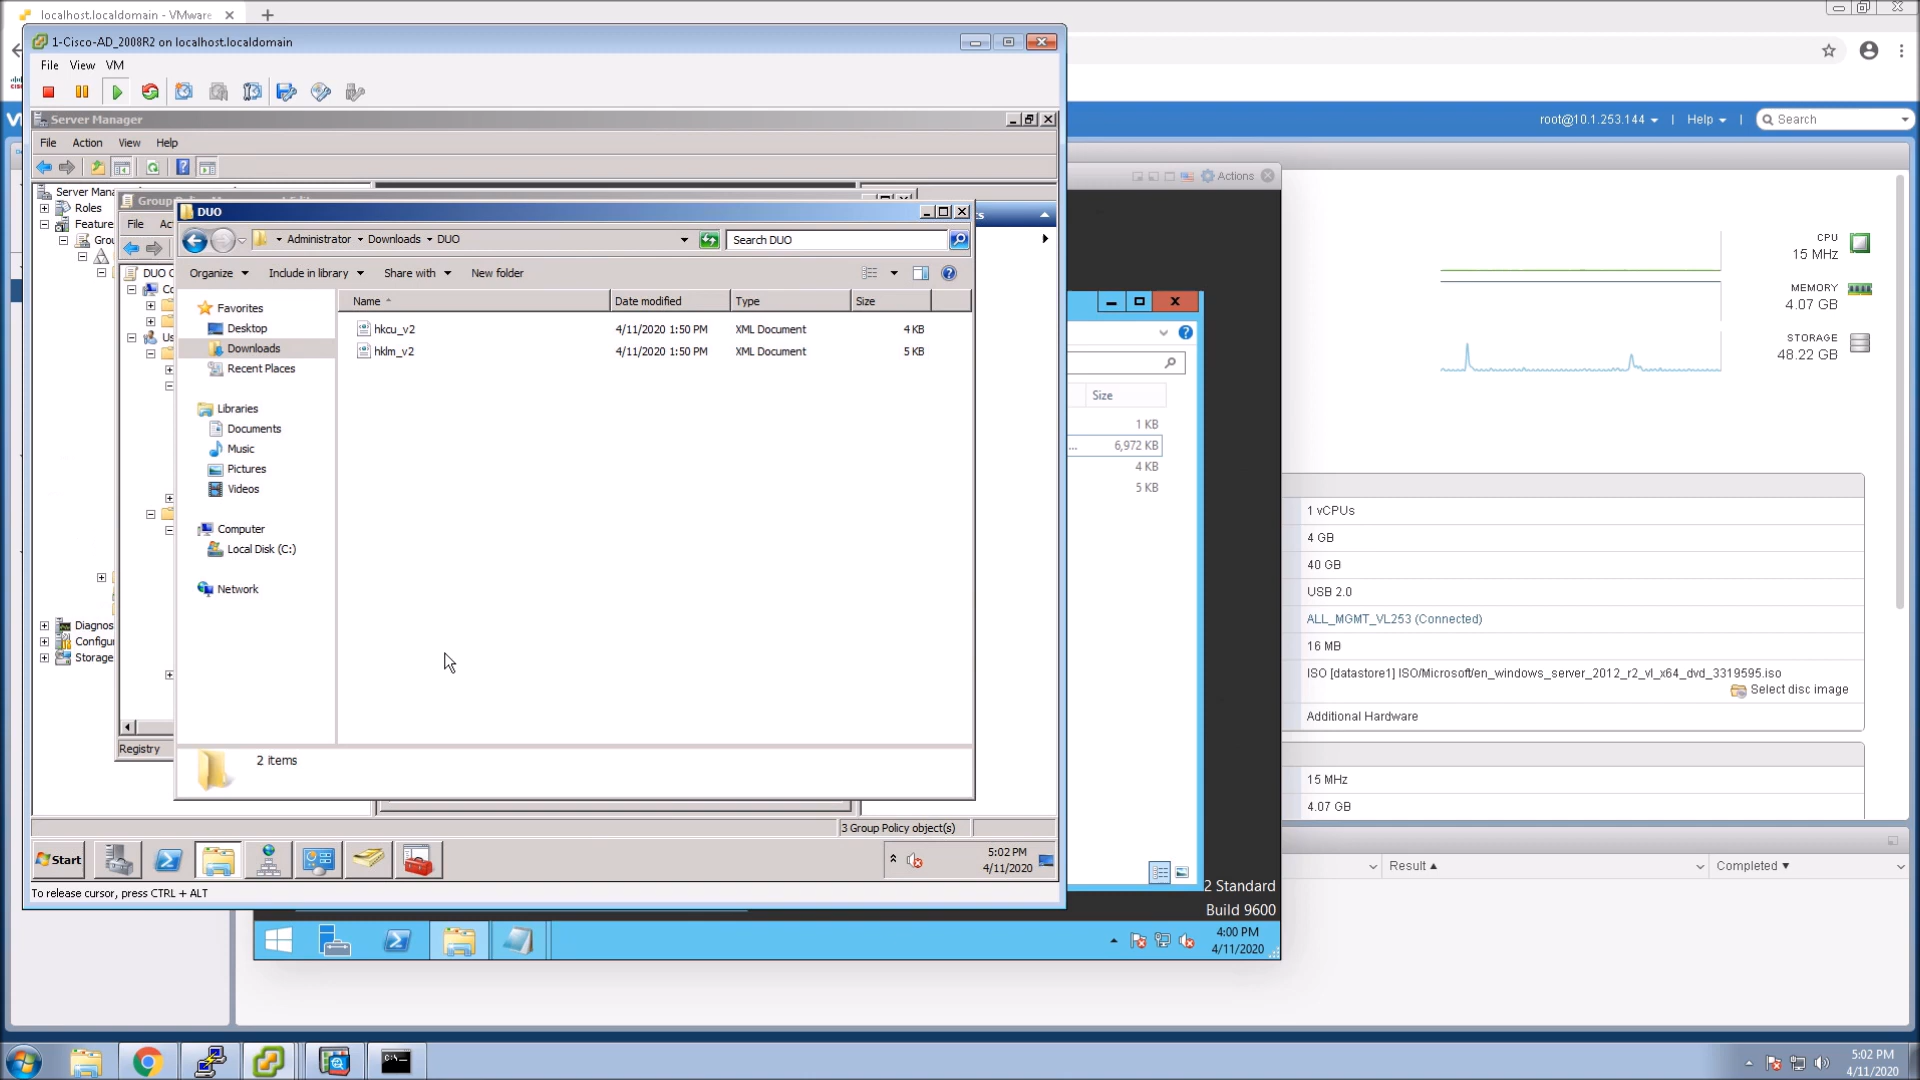 localhost.localdomain - VMware
1-Cisco-AD_2008R2 on localhost.localdomain
File View VM
root@10.1.253.144 | Help | Search
Server Manager
File Action View Help
Actions
Server Mana
Roles
Feature
Grou
Group
File Ac
DUO C
DUO
Administrator Downloads DUO
Search DUO
Organize Include in library Share with New folder
Name Date modified Type Size
hkcu_v2 4/11/2020 1:50 PM XML Document 4 KB
hklm_v2 4/11/2020 1:50 PM XML Document 5 KB
Favorites
Desktop
Downloads
Recent Places
Libraries
Documents
Music
Pictures
Videos
Computer
Local Disk (C:)
Network
2 items
Diagnos
Configu
Storage
Registry
3 Group Policy object(s)
Start
5:02 PM
4/11/2020
To release cursor, press CTRL + ALT
Size
1 KB
... 6,972 KB
4 KB
5 KB
2 Standard
Build 9600
4:00 PM
4/11/2020
CPU
15 MHz
MEMORY
4.07 GB
STORAGE
48.22 GB
1 vCPUs
4 GB
40 GB
USB 2.0
ALL_MGMT_VL253 (Connected)
16 MB
ISO [datastore1] ISO/Microsoft/en_windows_server_2012_r2_vl_x64_dvd_3319595.iso
Select disc image
Additional Hardware
15 MHz
4.07 GB
Result Completed
5:02 PM
4/11/2020